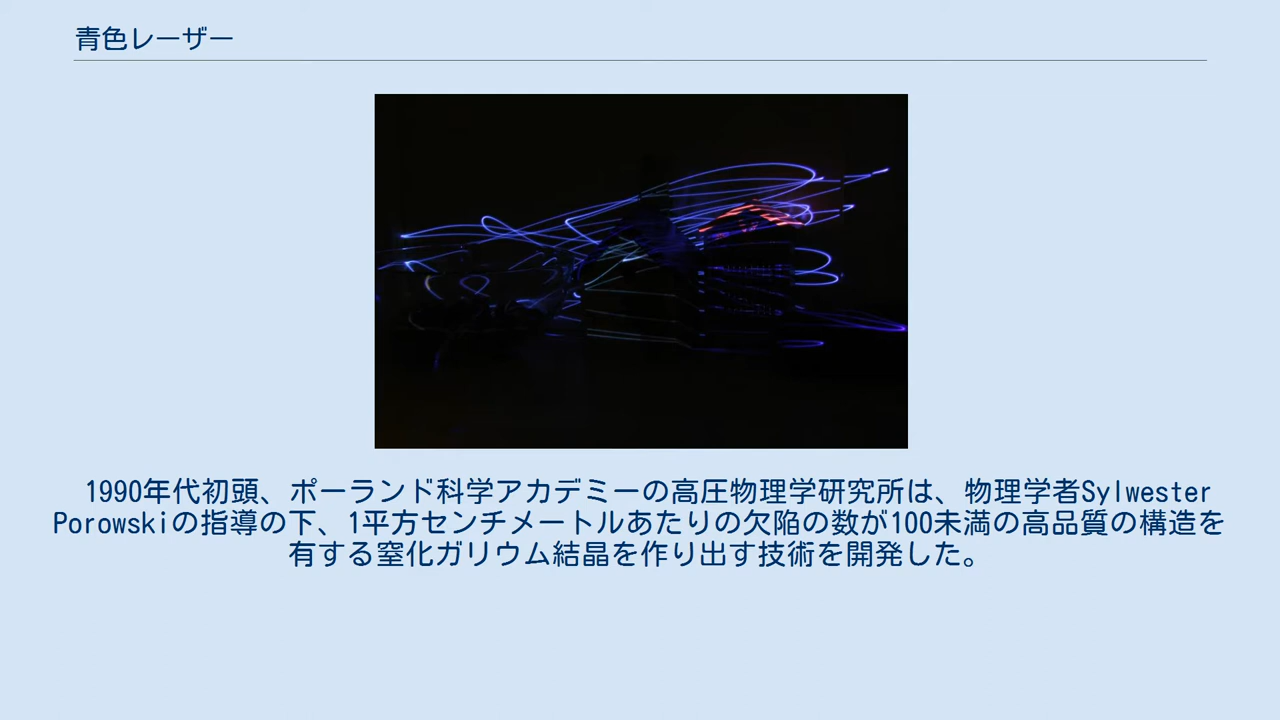 青色レーザー
1990年代初頭、ポーランド科学アカデミーの高圧物理学研究所は、物理学者Sylwester
Porowskiの指導の下、1平方センチメートルあたりの欠陥の数が100未満の高品質の構造を
有する窒化ガリウム結晶を作り出す技術を開発した。